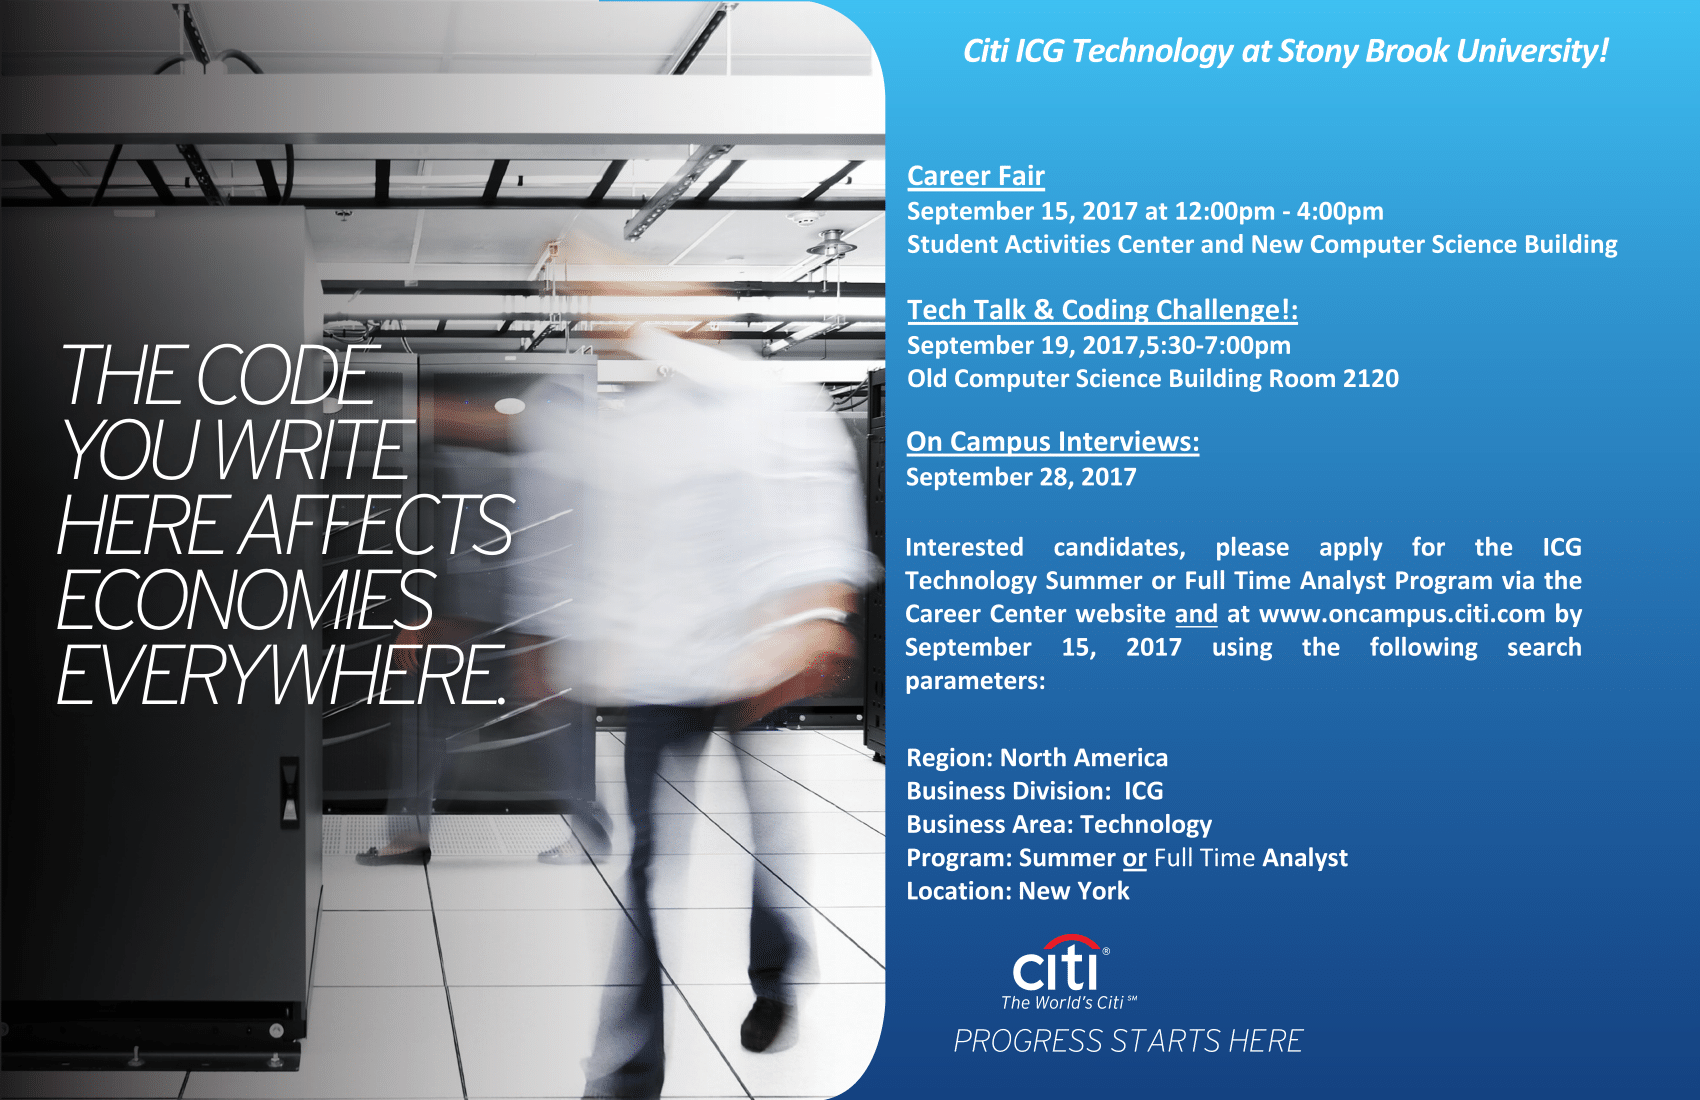 Citi ICG Technology at Stony Brook University!
THE CODE
YOU WRITE
HERE AFFECTS
ECONOMIES
EVERYWHERE.
Career Fair
September 15, 2017 at 12:00pm - 4:00pm
Student Activities Center and New Computer Science Building
Tech Talk & Coding Challenge!:
September 19, 2017,5:30-7:00pm
Old Computer Science Building Room 2120
On Campus Interviews:
September 28, 2017
Interested candidates, please apply for the ICG
Technology Summer or Full Time Analyst Program via the
Career Center website and at www.oncampus.citi.com by
September 15, 2017 using the following search
parameters:
Region: North America
Business Division:  ICG
Business Area: Technology
Program: Summer or Full Time Analyst
Location: New York
citi®
The World's Citi℠
PROGRESS STARTS HERE